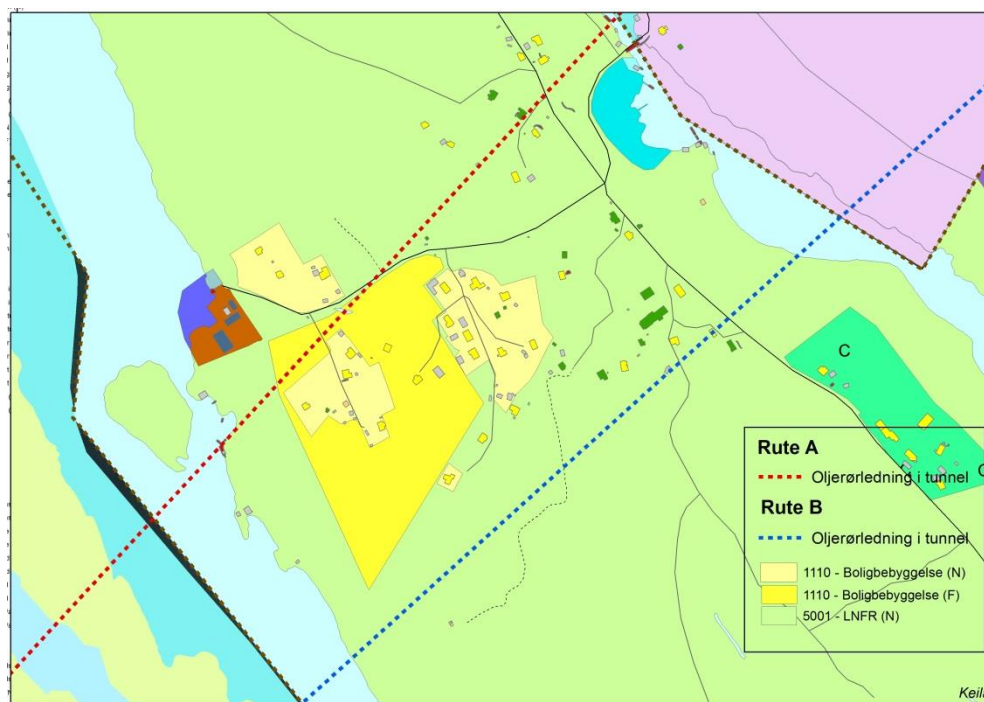 C
Rute A
Oljerørledning i tunnel
Rute B
Oljerørledning i tunnel
1110 - Boligbebyggelse (N)
1110 - Boligbebyggelse (F)
5001 - LNFR (N)